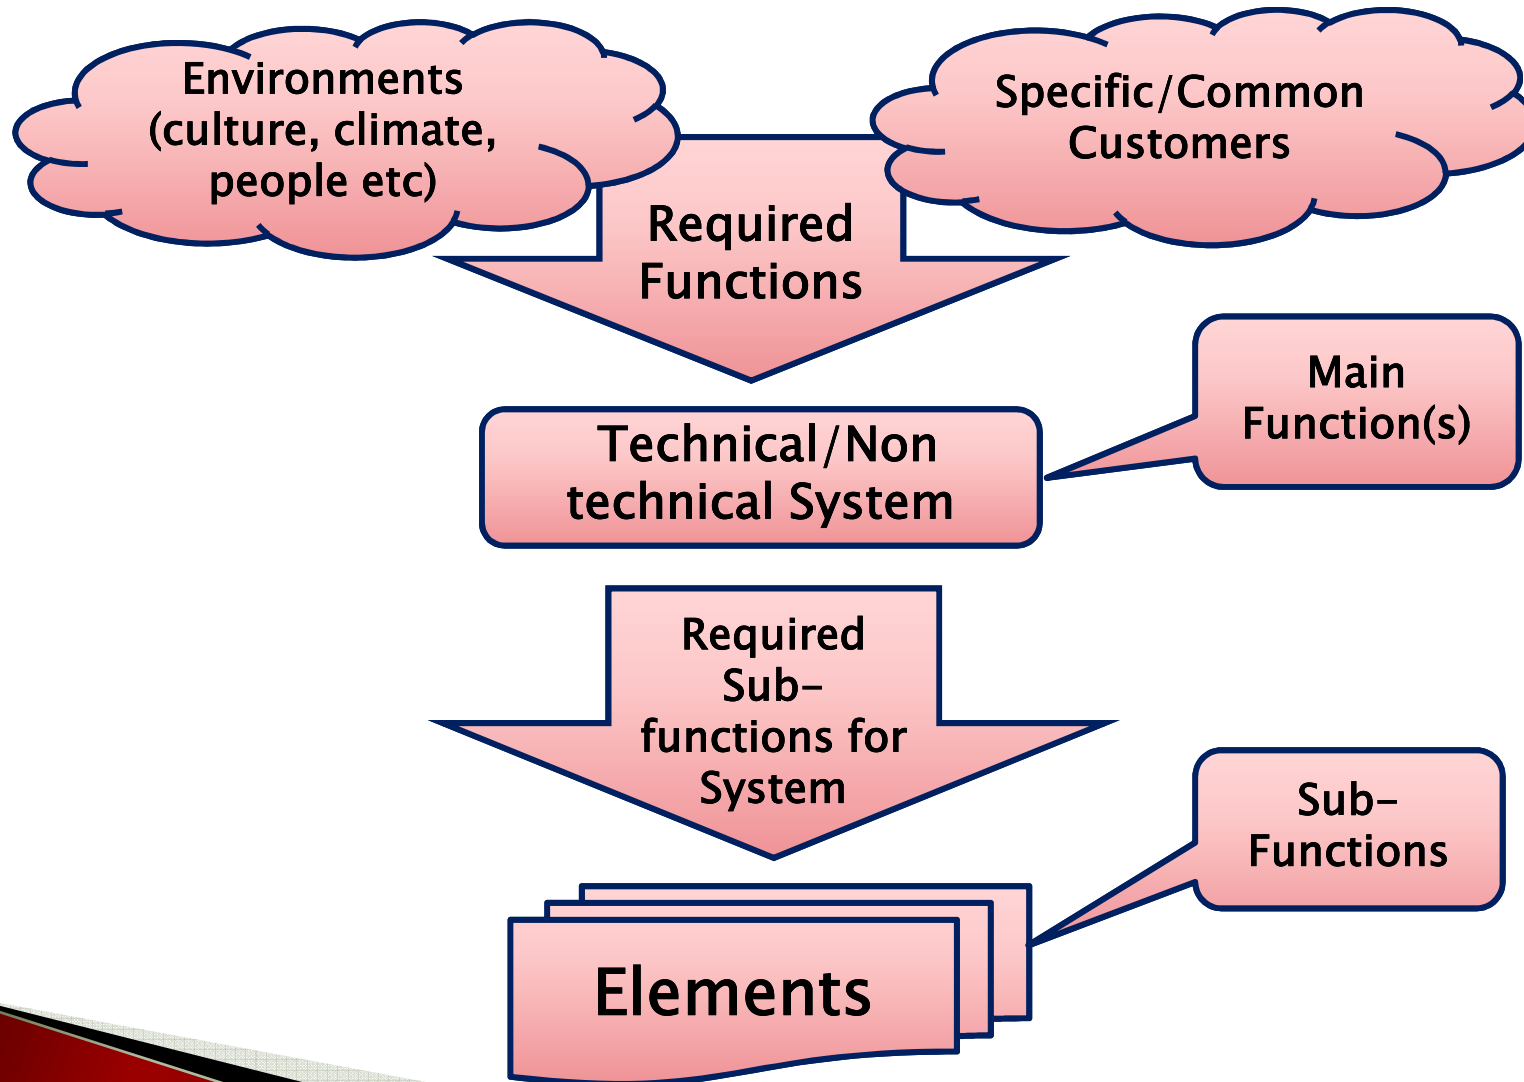 Environments
(culture, climate,
people etc)
Specific/Common
Customers
Required
Functions
Main
Function(s)
Technical/Non
technical System
Required
Sub-
functions for
System
Sub-
Functions
Elements